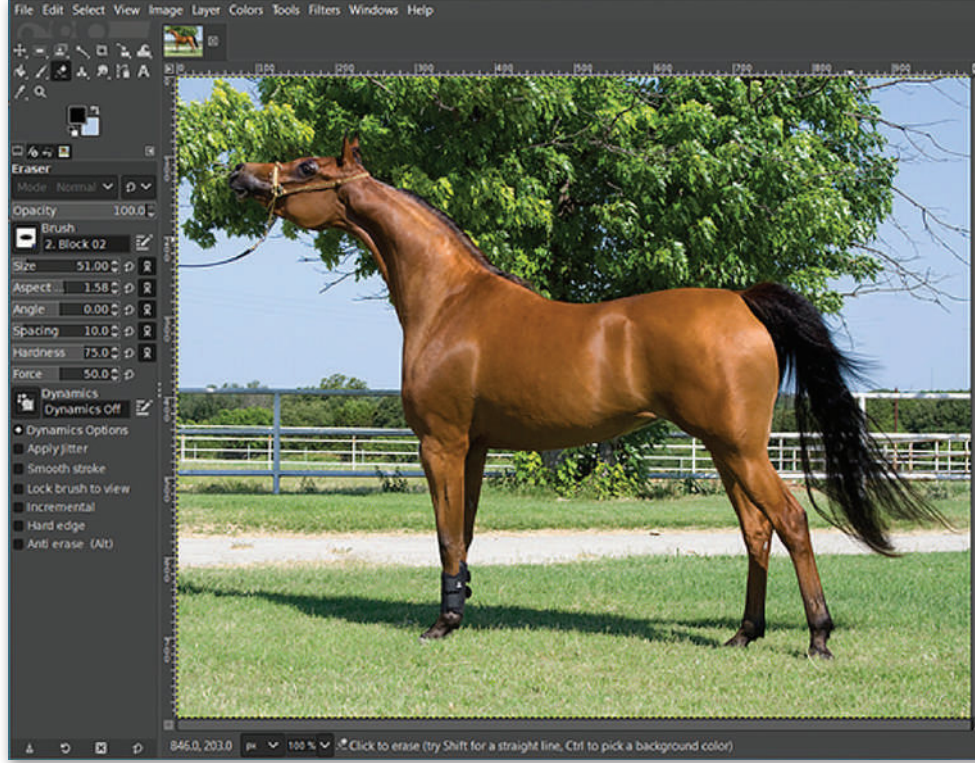 File Edit Select View Image Layer Colors Tools Filters Windows Help
0 100 200 300 400 500 600 700 800 900
Eraser
Mode Normal
Opacity 100.0
Brush
2. Block 02
Size 51.00
Aspect... 1.58
Angle 0.00
Spacing 10.0
Hardness 75.0
Force 50.0
Dynamics
Dynamics Off
Dynamics Options
Apply Jitter
Smooth stroke
Lock brush to view
Incremental
Hard edge
Anti erase (Alt)
846.0, 203.0 px 100 % Click to erase (try Shift for a straight line, Ctrl to pick a background color)